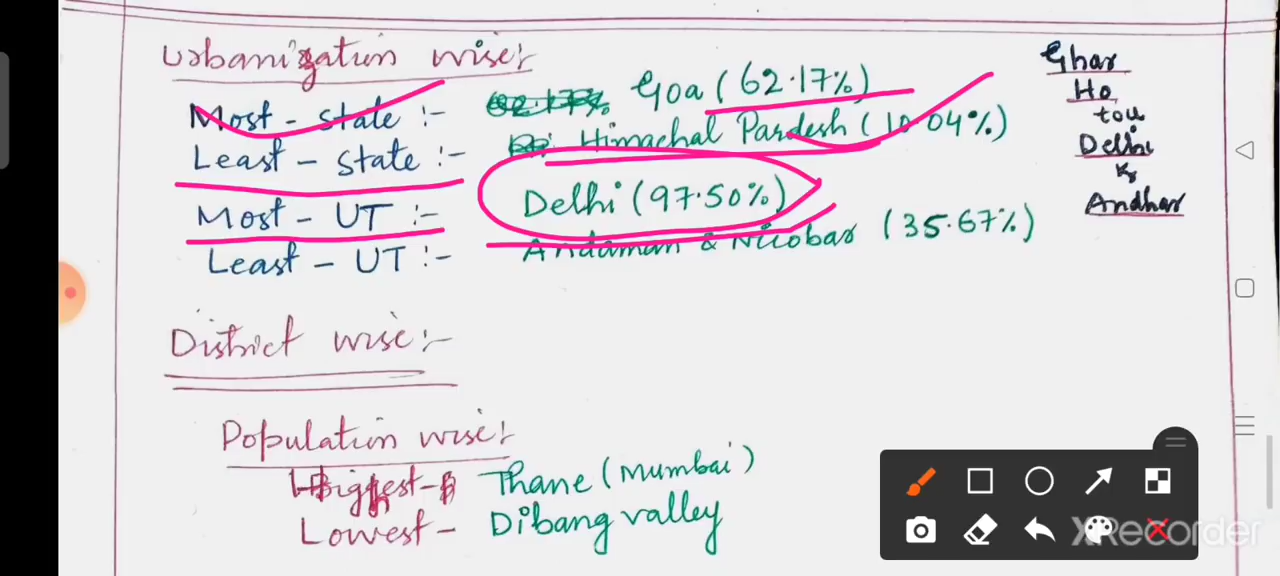 Urbanization wise:
Most - state :- Goa (62.17%)
Least - state :- Himachal Pardesh (10.04%)
Most - UT :- Delhi (97.50%)
Least - UT :- Andaman & Nicobar (35.67%)
Ghar
Ho
tou
Delhi
Andhar
District wise:-
Population wise:
Highest - Thane (Mumbai)
Lowest - Dibang valley
XRecorder